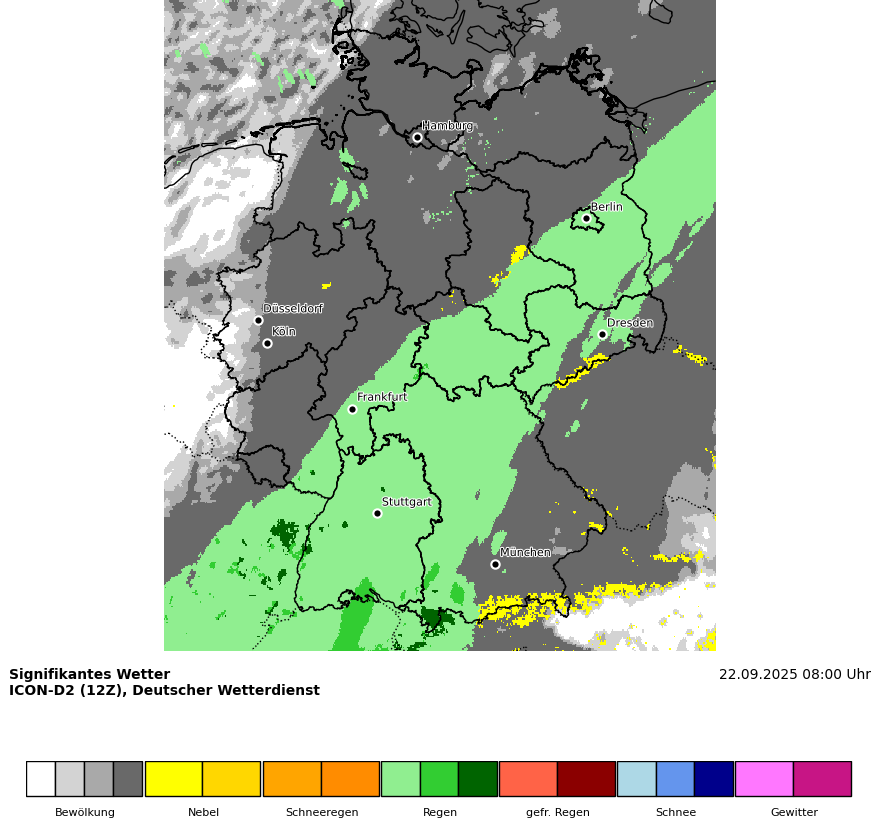 Hamburg
Berlin
Düsseldorf
Köln
Dresden
Frankfurt
Stuttgart
München
Signifikantes Wetter
22.09.2025 08:00 Uhr
ICON-D2 (12Z), Deutscher Wetterdienst
Bewölkung
Nebel
Schneeregen
Regen
gefr. Regen
Schnee
Gewitter